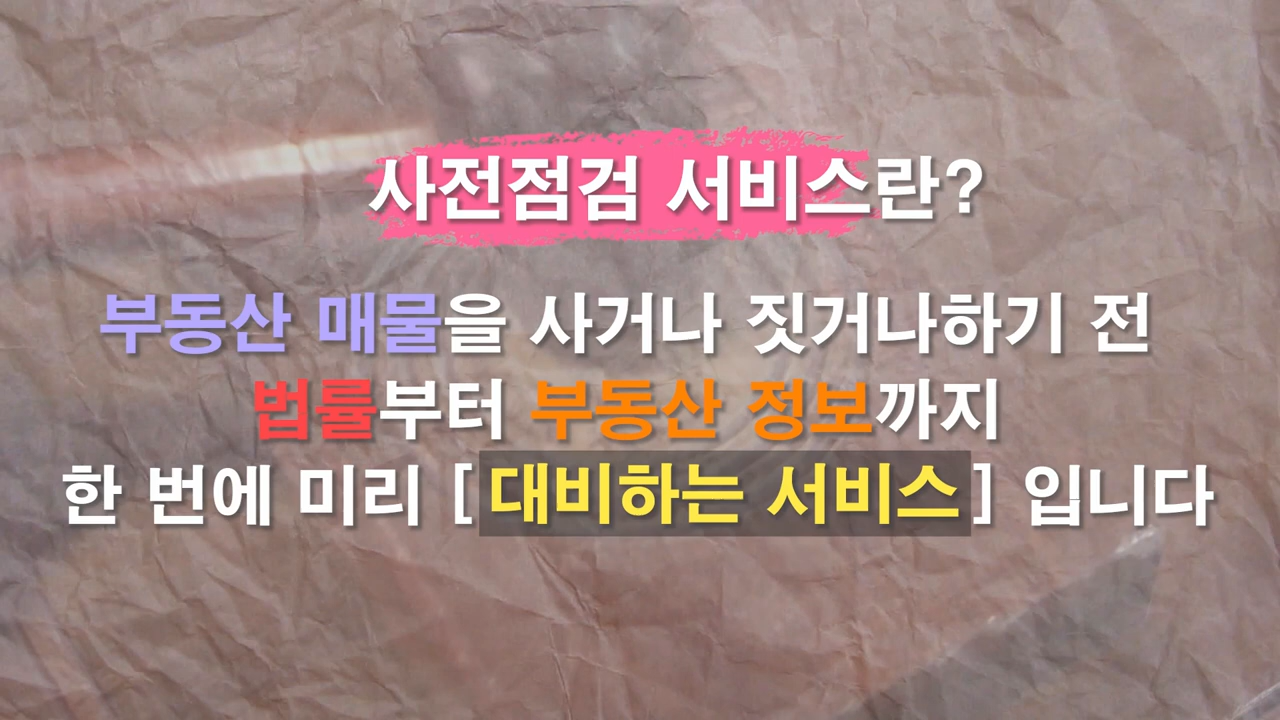 사전점검 서비스란?
부동산 매물을 사거나 짓거나하기 전
법률부터 부동산 정보까지
한 번에 미리 [대비하는 서비스] 입니다